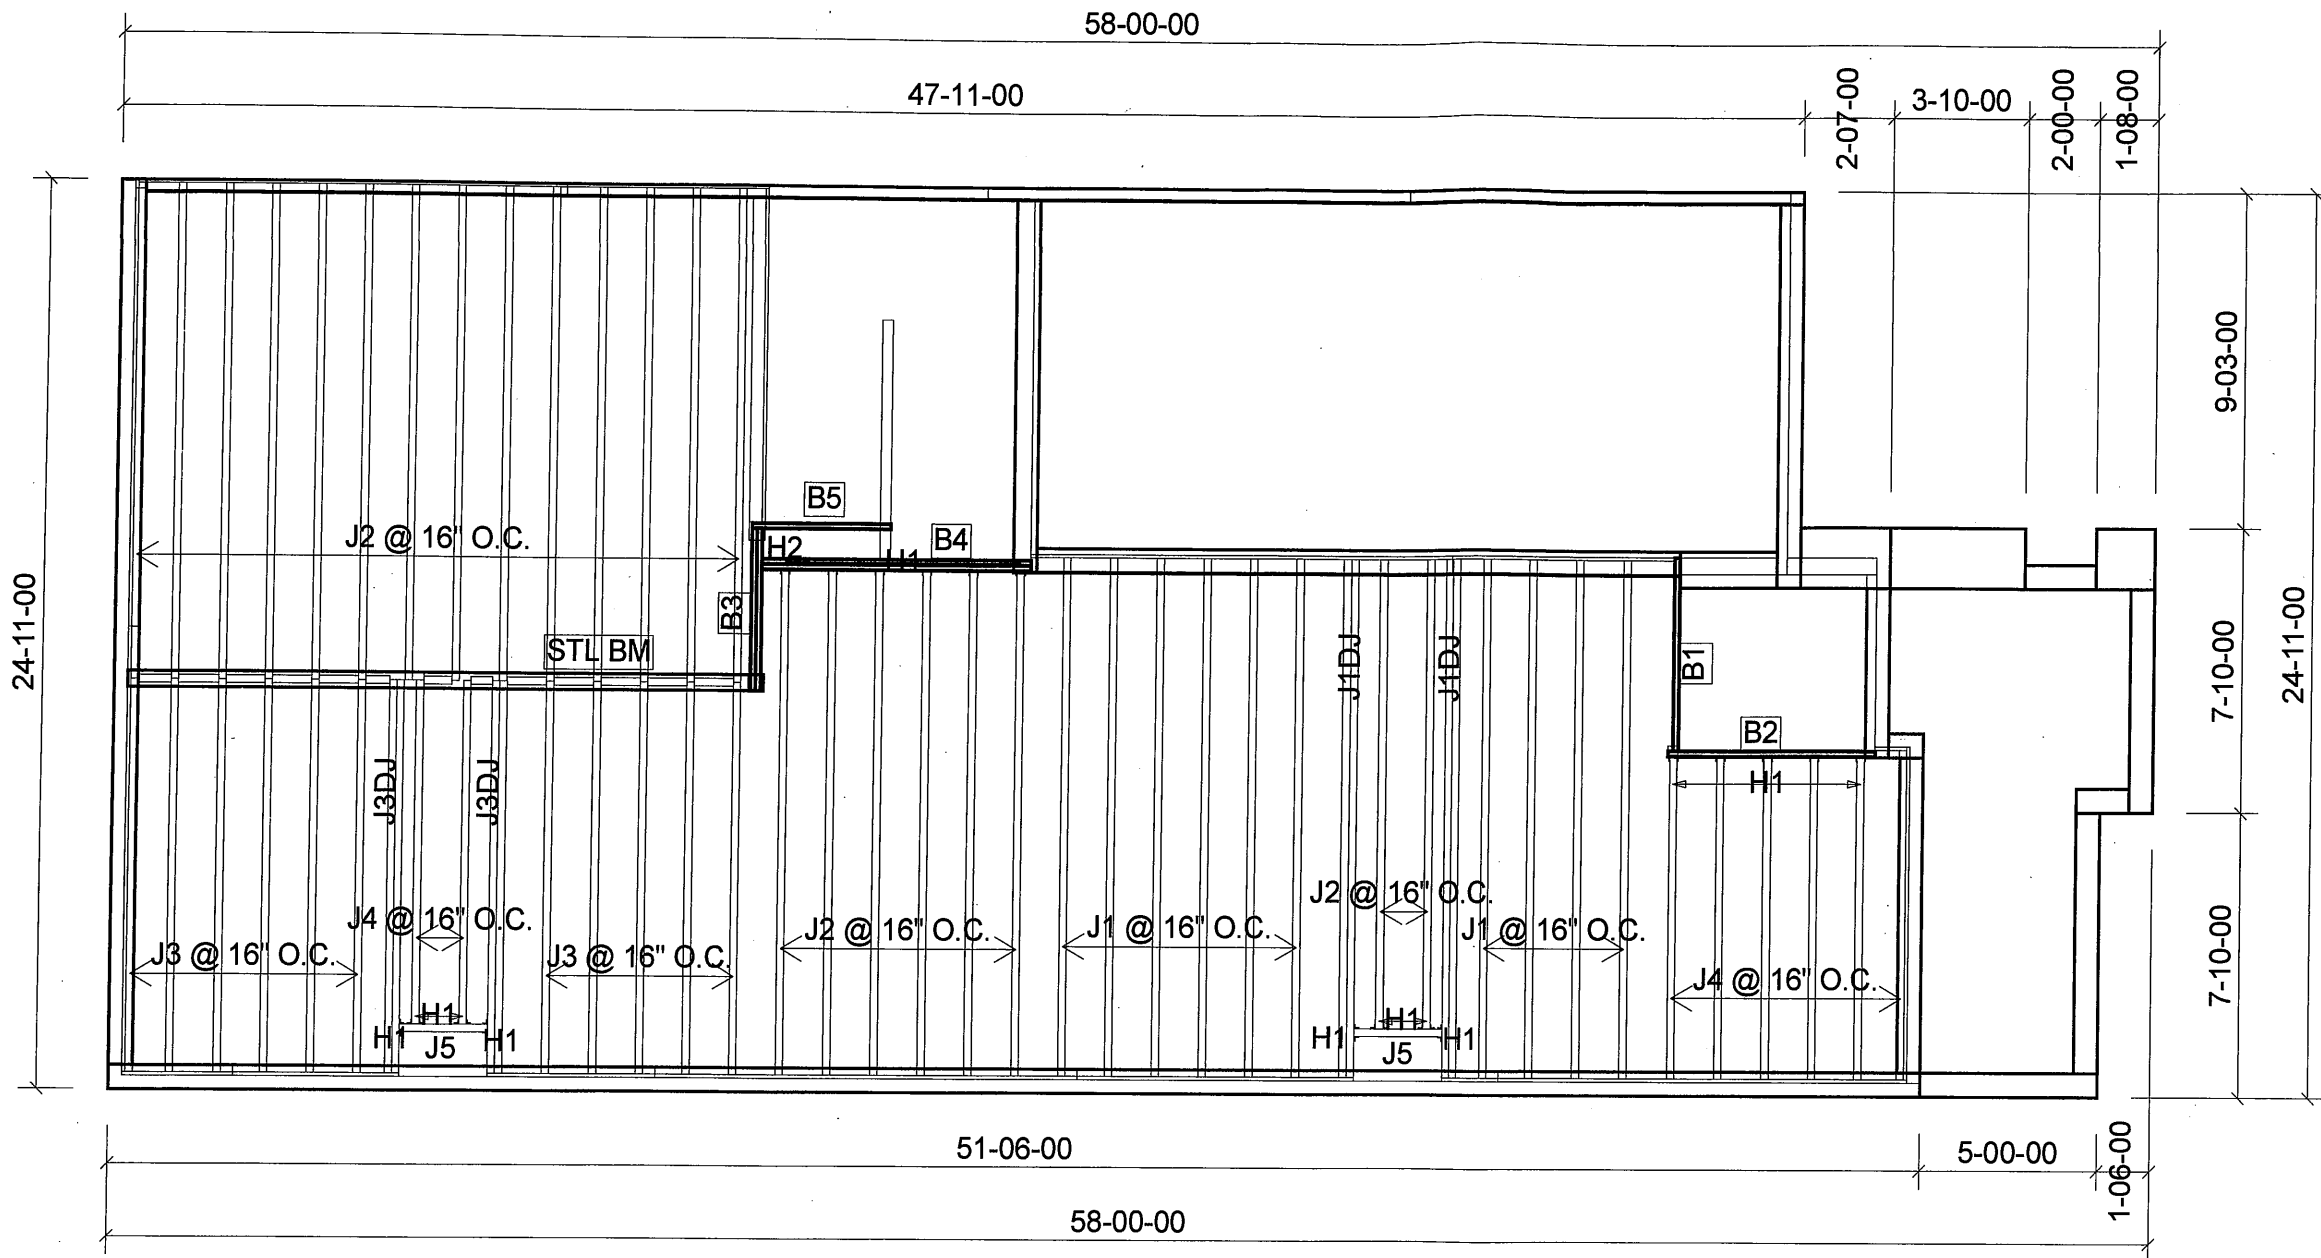 58-00-00
47-11-00
2-07-00
3-10-00
2-00-00
1-08-00
24-11-00
9-03-00
7-10-00
7-10-00
24-11-00
J2 @ 16" O.C.
B5
B4
H2
H1
B3
STL BM
J1DJ
J1DJ
B1
B2
H1
J3DJ
J3DJ
J4 @ 16" O.C.
J3 @ 16" O.C.
J3 @ 16" O.C.
J2 @ 16" O.C.
J1 @ 16" O.C.
J2 @ 16" O.C.
J1 @ 16" O.C.
J4 @ 16" O.C.
H1
H1
H1
J5
H1
H1
H1
J5
51-06-00
5-00-00
1-06-00
58-00-00